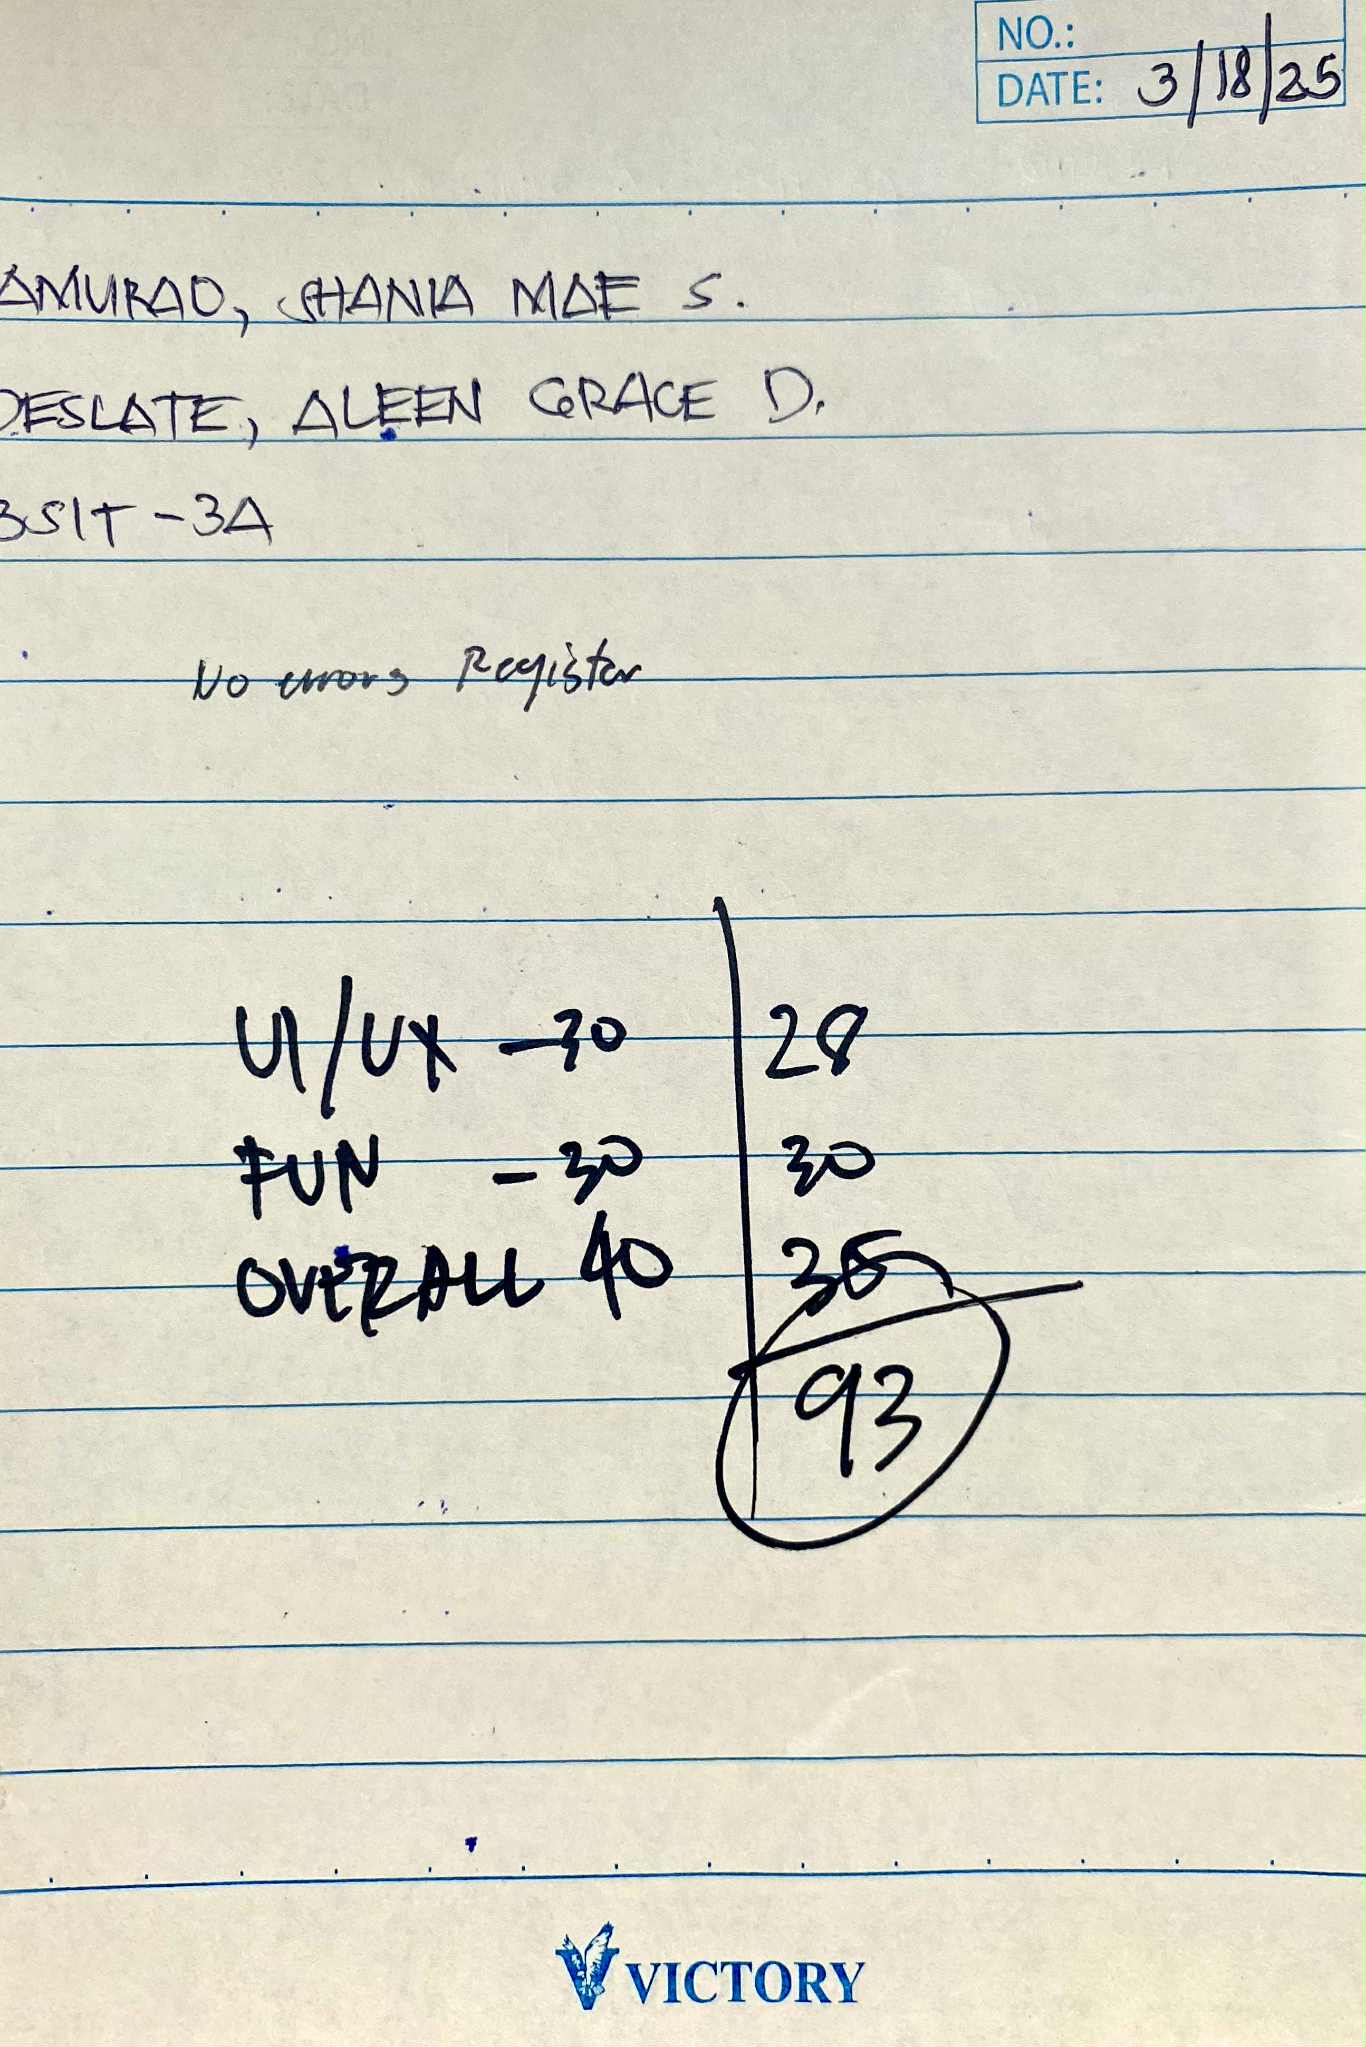 NO.:
DATE: 3/18/25
AMURAO, SHANIA MAE S.
DESLATE, ALEEN GRACE D.
BSIT-3A
No errors Register
UI/UX -30 28
FUN -30 30
OVERALL 40 35
93
VICTORY